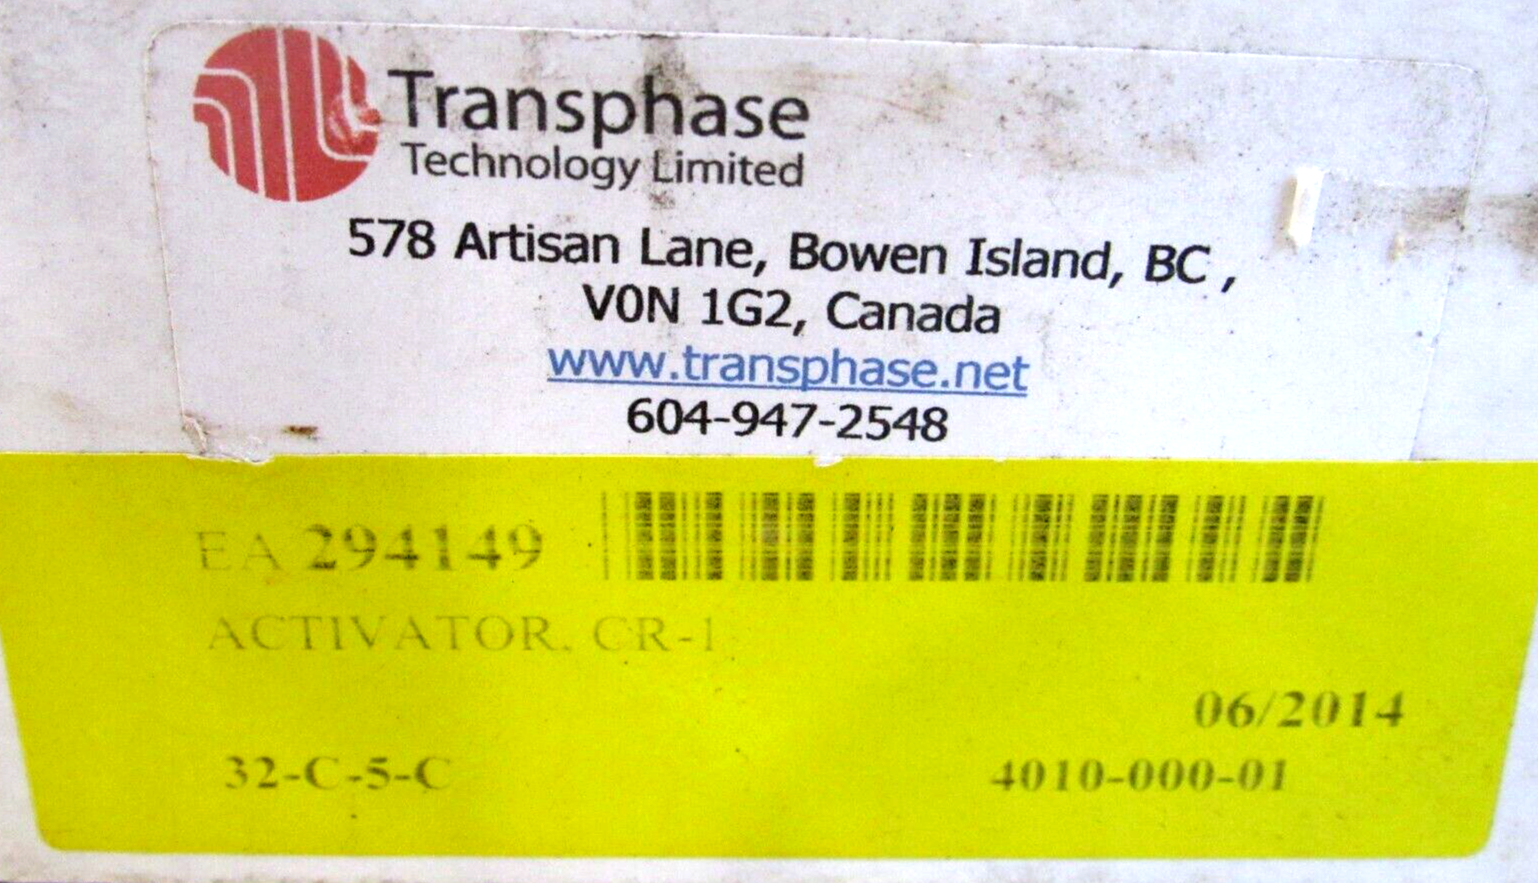 Transphase
Technology Limited
578 Artisan Lane, Bowen Island, BC ,
V0N 1G2, Canada
www.transphase.net
604-947-2548
EA 294149
ACTIVATOR, CR-1
06/2014
32-C-5-C 4010-000-01